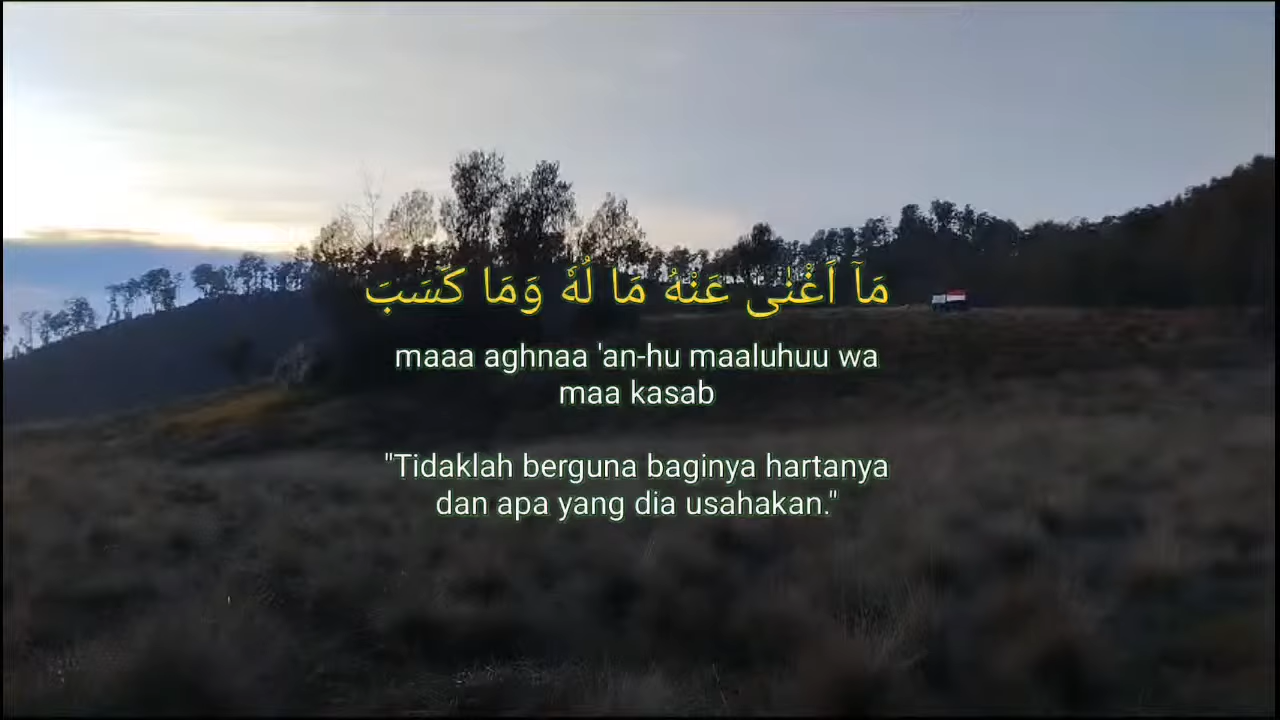 مَآ اَغْنٰى عَنْهُ مَا لُهٗ وَمَا كَسَبَ
maaa aghnaa 'an-hu maaluhuu wa
maa kasab
"Tidaklah berguna baginya hartanya
dan apa yang dia usahakan."